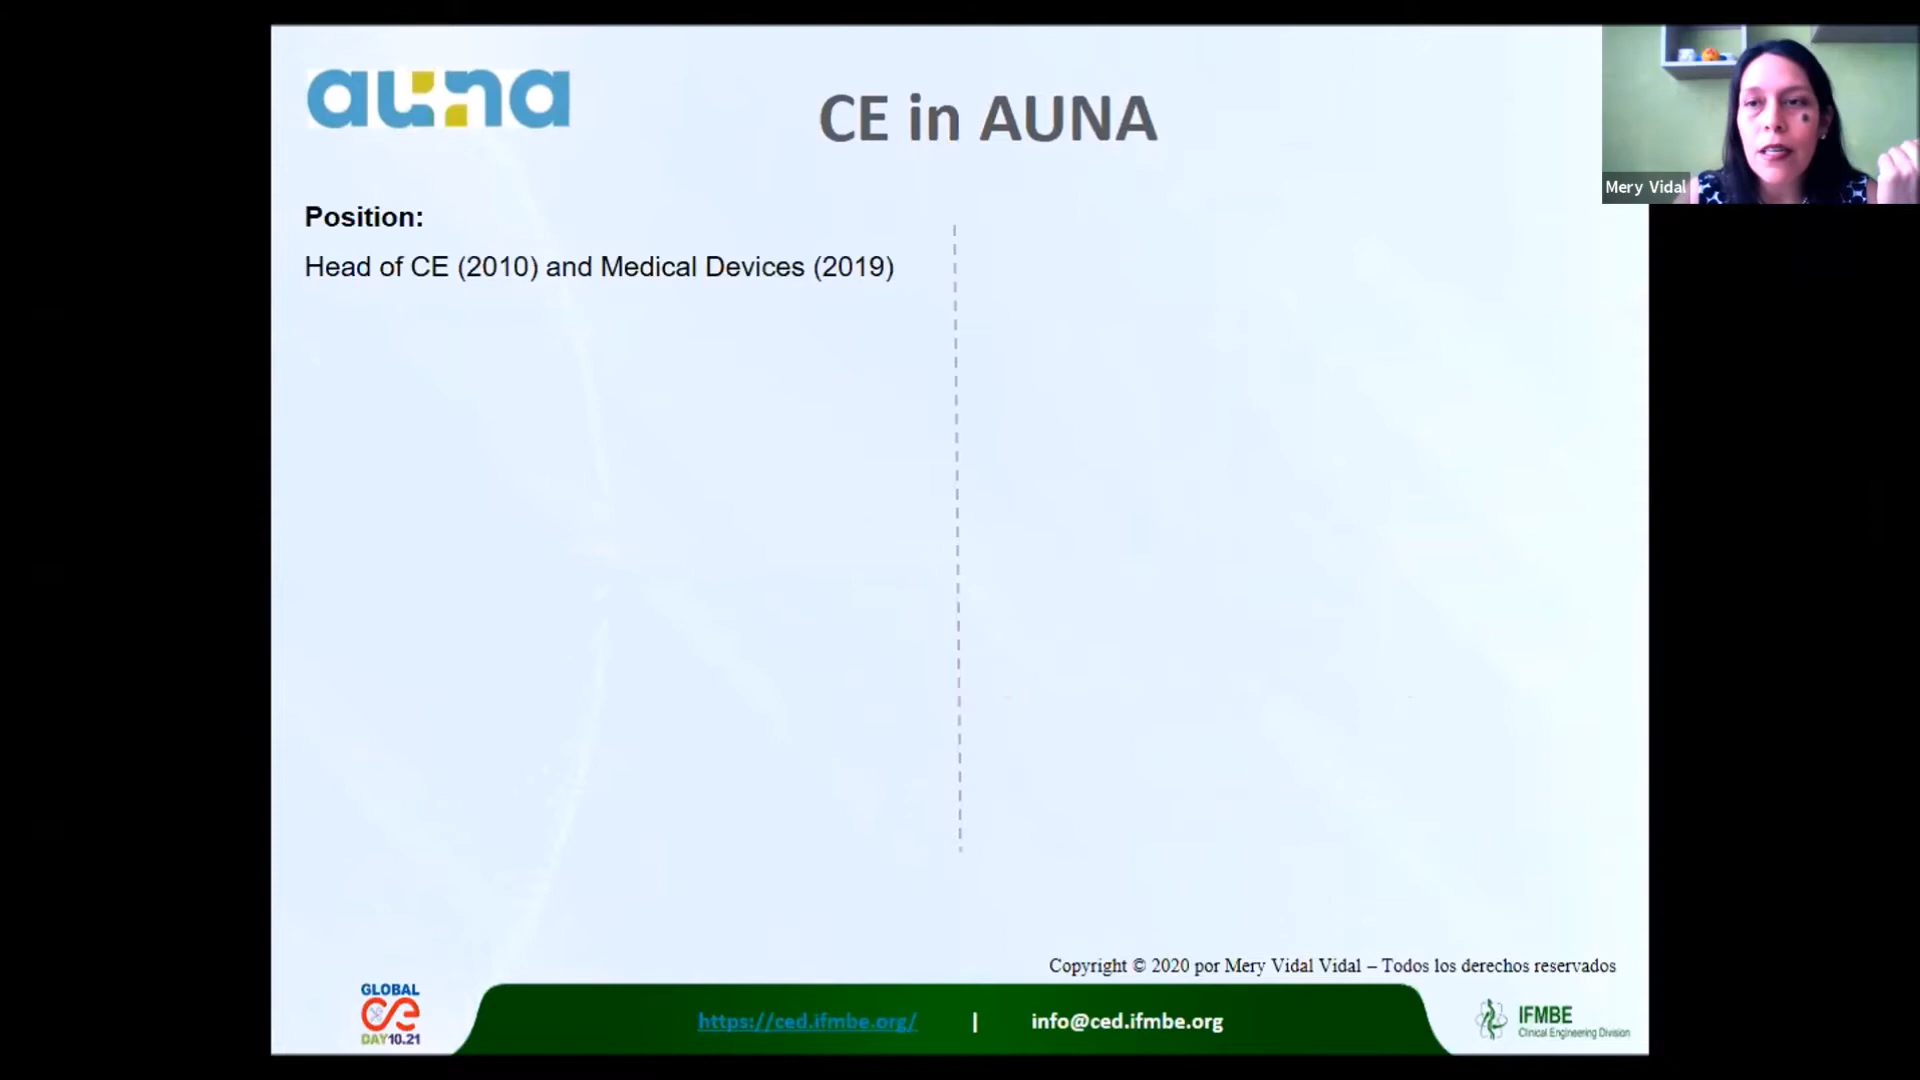 auna
CE in AUNA
Mery Vidal
Position:
Head of CE (2010) and Medical Devices (2019)
Copyright © 2020 por Mery Vidal Vidal – Todos los derechos reservados
GLOBAL
ce
DAY10.21
https://ced.ifmbe.org/ | info@ced.ifmbe.org
IFMBE
Clinical Engineering Division